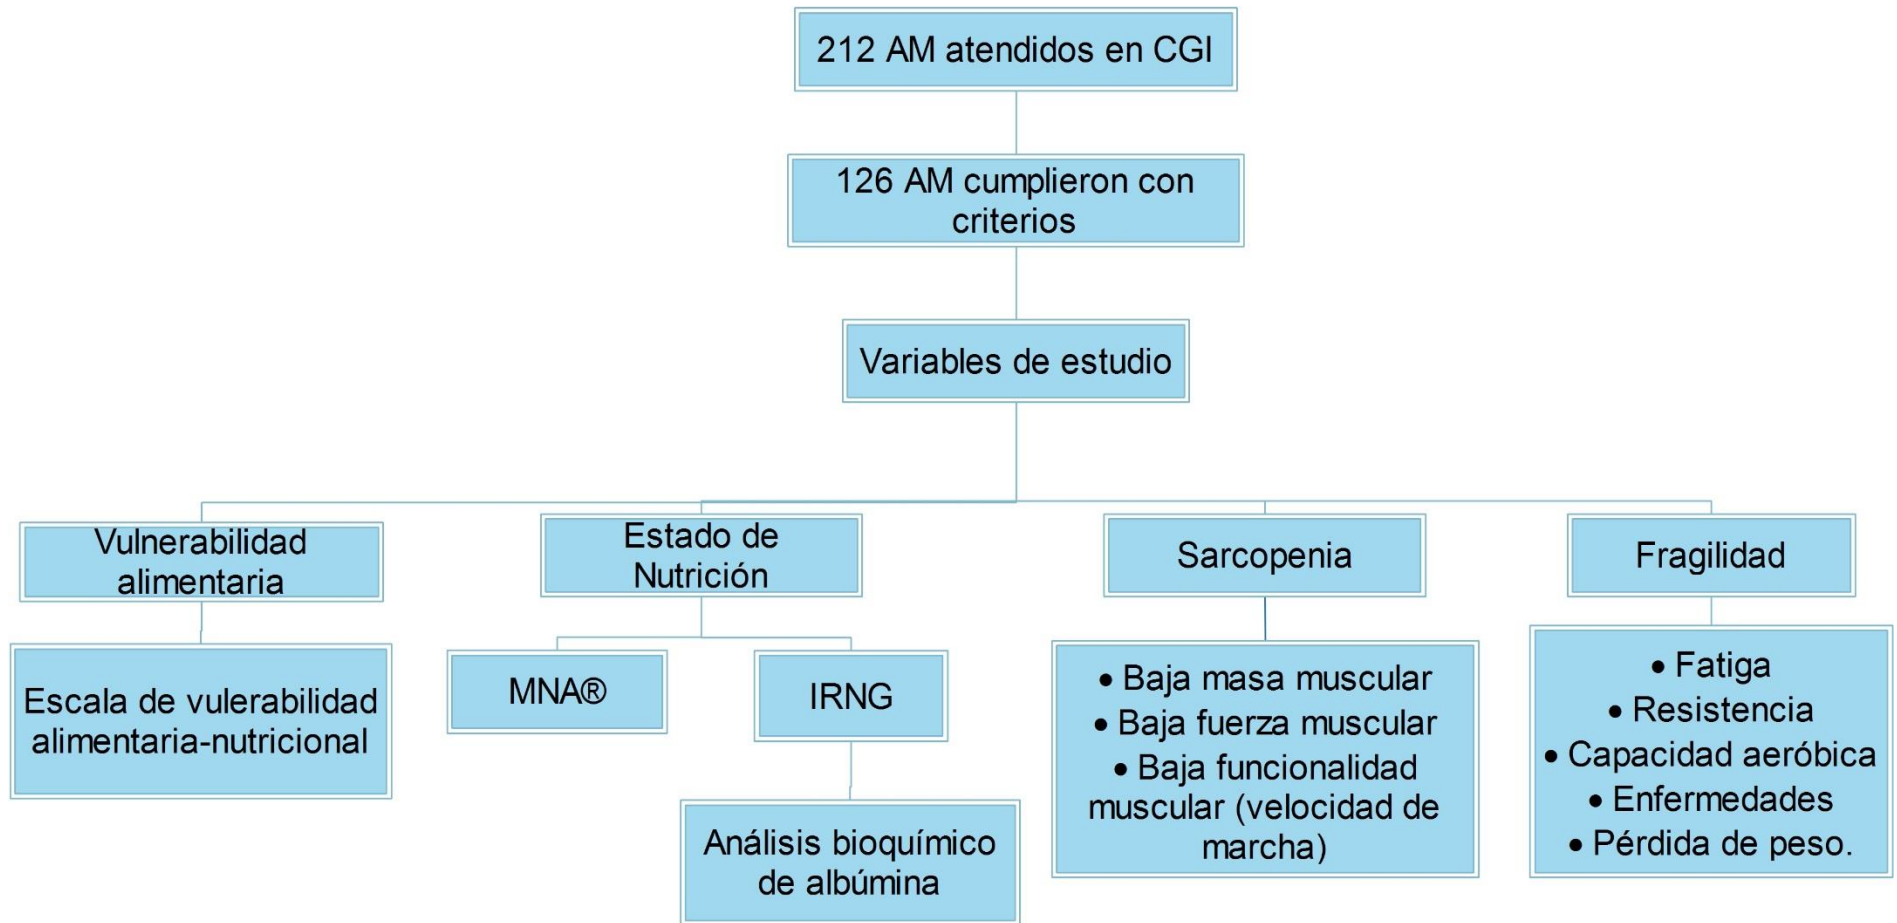 212 AM atendidos en CGI
126 AM cumplieron con
criterios
Variables de estudio
Vulnerabilidad
alimentaria
Estado de
Nutrición
Sarcopenia
Fragilidad
Escala de vulerabilidad
alimentaria-nutricional
MNA®
IRNG
Análisis bioquímico
de albúmina
• Baja masa muscular
• Baja fuerza muscular
• Baja funcionalidad
muscular (velocidad de
marcha)
• Fatiga
• Resistencia
• Capacidad aeróbica
• Enfermedades
• Pérdida de peso.